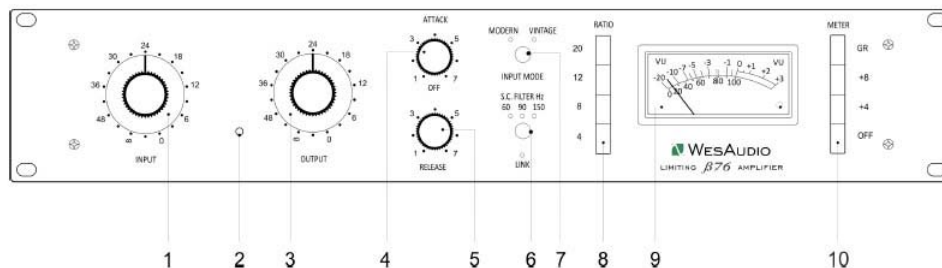 24
30 18
36 12
48 6
∞ 0
INPUT
24
30 18
36 12
48 6
∞ 0
OUTPUT
ATTACK
3 5
1 7
OFF
3 5
1 7
RELEASE
MODERN VINTAGE
INPUT MODE
S.C. FILTER Hz
60 90 150
LINK
RATIO
20
12
8
4
VU VU
-20 -10 -7 -5 -3 -1 0 +1 +2 +3
0 20 40 60 80 100
WESAUDIO
LIMITING β76 AMPLIFIER
METER
GR
+8
+4
OFF
1 2 3 4 5 6 7 8 9 10